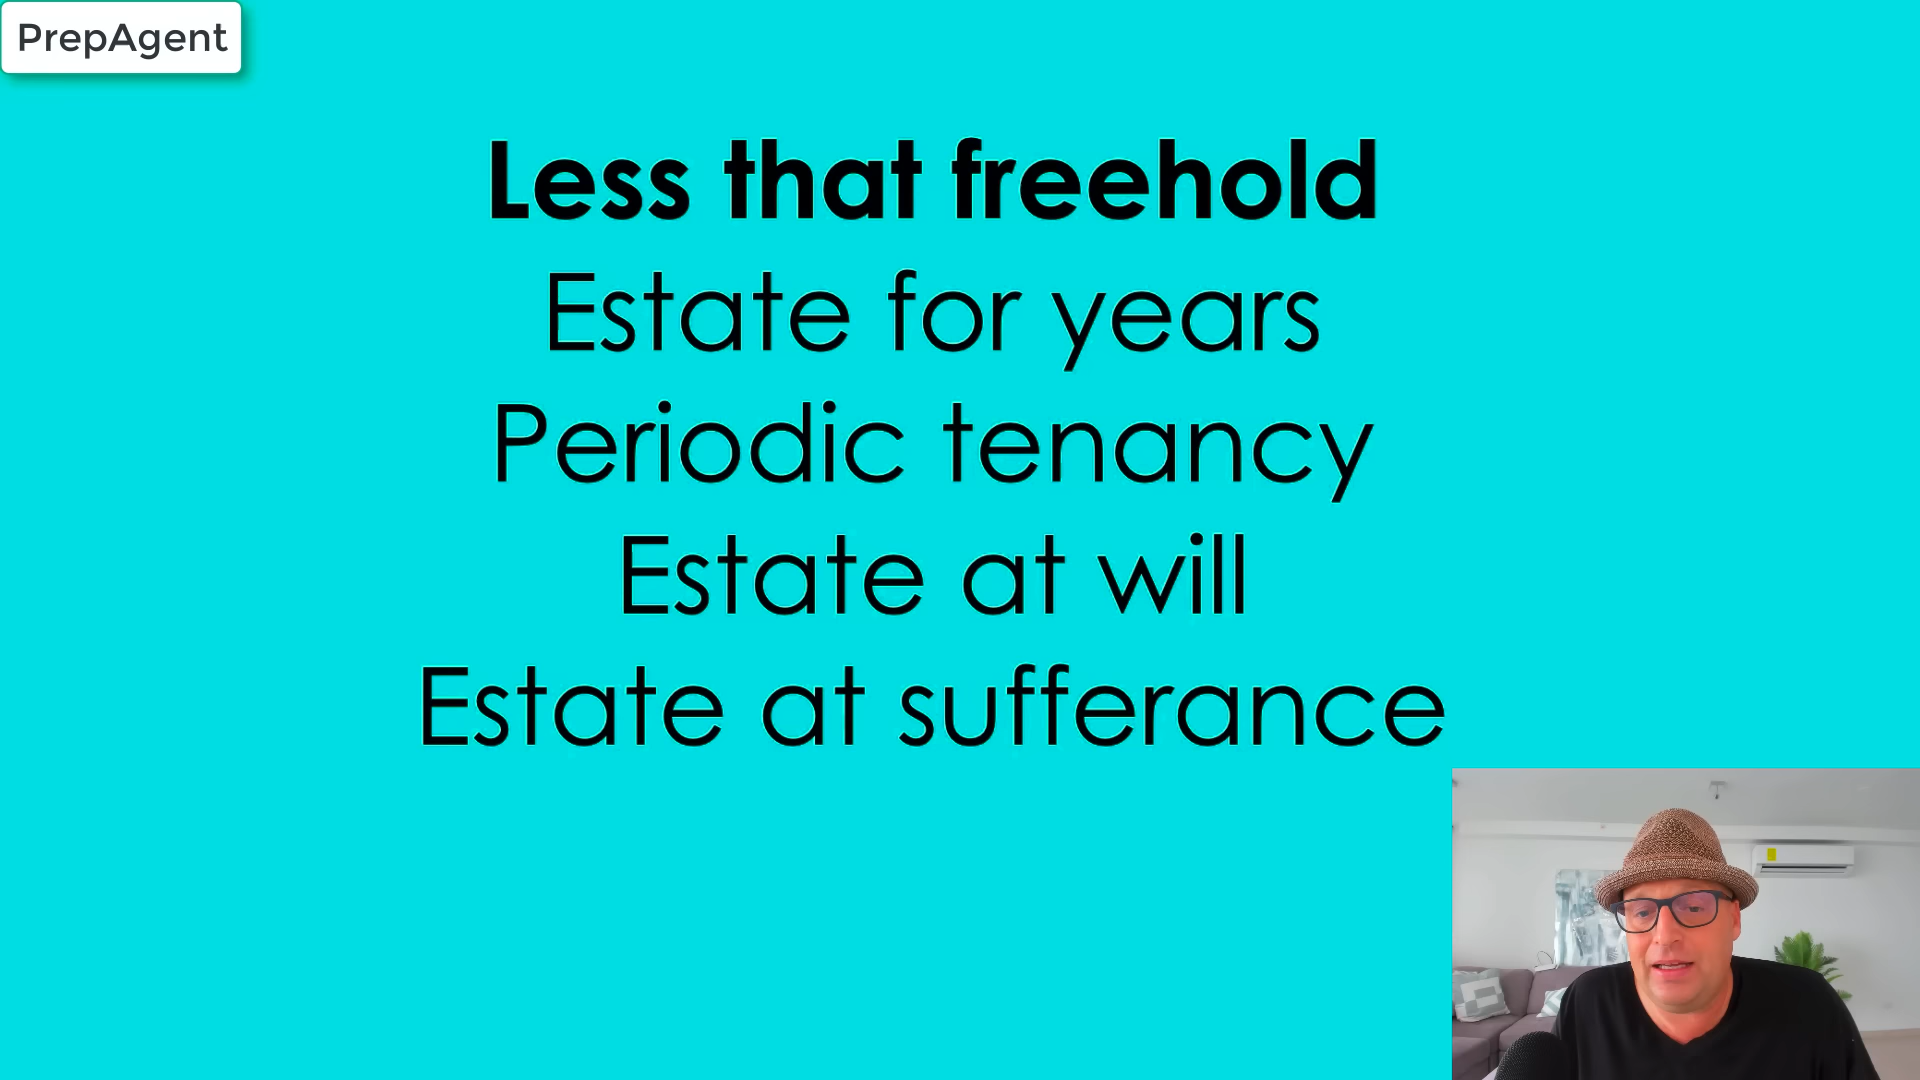 PrepAgent
Less that freehold
Estate for years
Periodic tenancy
Estate at will
Estate at sufferance